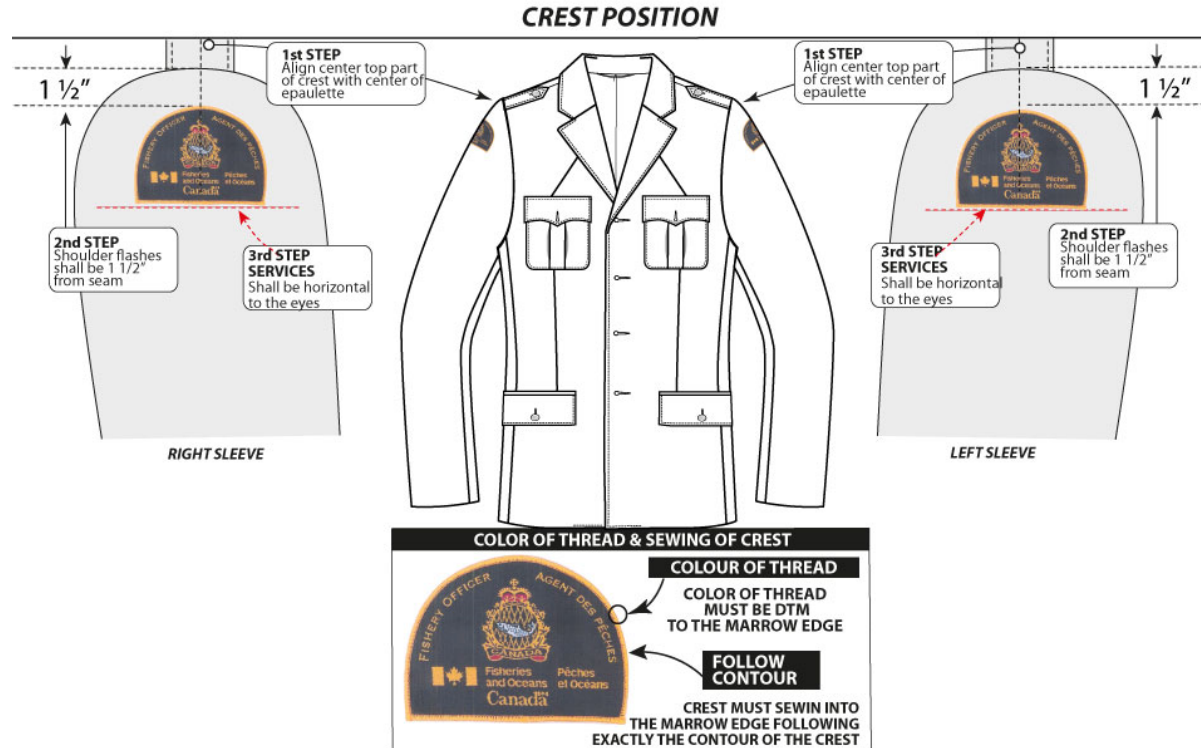 CREST POSITION
1st STEP
Align center top part
of crest with center of
epaulette
1 ½"
FISHERY OFFICER AGENT DES PÊCHES
Fisheries
and Oceans
Pêches
et Océans
Canada
2nd STEP
Shoulder flashes
shall be 1 1/2"
from seam
3rd STEP
SERVICES
Shall be horizontal
to the eyes
RIGHT SLEEVE
1st STEP
Align center top part
of crest with center of
epaulette
1 ½"
FISHERY OFFICER AGENT DES PÊCHES
Fisheries
and Oceans
Pêches
et Océans
Canada
3rd STEP
SERVICES
Shall be horizontal
to the eyes
2nd STEP
Shoulder flashes
shall be 1 1/2"
from seam
LEFT SLEEVE
COLOR OF THREAD & SEWING OF CREST
FISHERY OFFICER AGENT DES PÊCHES
CANADA
Fisheries
and Oceans
Pêches
et Océans
Canada
COLOUR OF THREAD
COLOR OF THREAD
MUST BE DTM
TO THE MARROW EDGE
FOLLOW
CONTOUR
CREST MUST SEWIN INTO
THE MARROW EDGE FOLLOWING
EXACTLY THE CONTOUR OF THE CREST